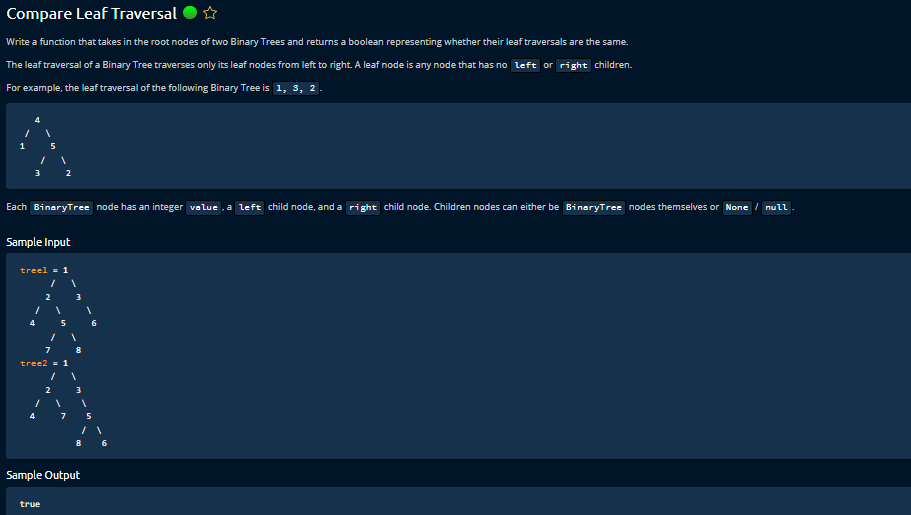 Compare Leaf Traversal
Write a function that takes in the root nodes of two Binary Trees and returns a boolean representing whether their leaf traversals are the same.
The leaf traversal of a Binary Tree traverses only its leaf nodes from left to right. A leaf node is any node that has no left or right children.
For example, the leaf traversal of the following Binary Tree is 1, 3, 2 .
4
/ \
1 5
/ \
3 2
Each BinaryTree node has an integer value , a left child node, and a right child node. Children nodes can either be BinaryTree nodes themselves or None / null .
Sample Input
tree1 = 1
/ \
2 3
/ \ \
4 5 6
/ \
7 8
tree2 = 1
/ \
2 3
/ \ \
4 7 5
/ \
8 6
Sample Output
true